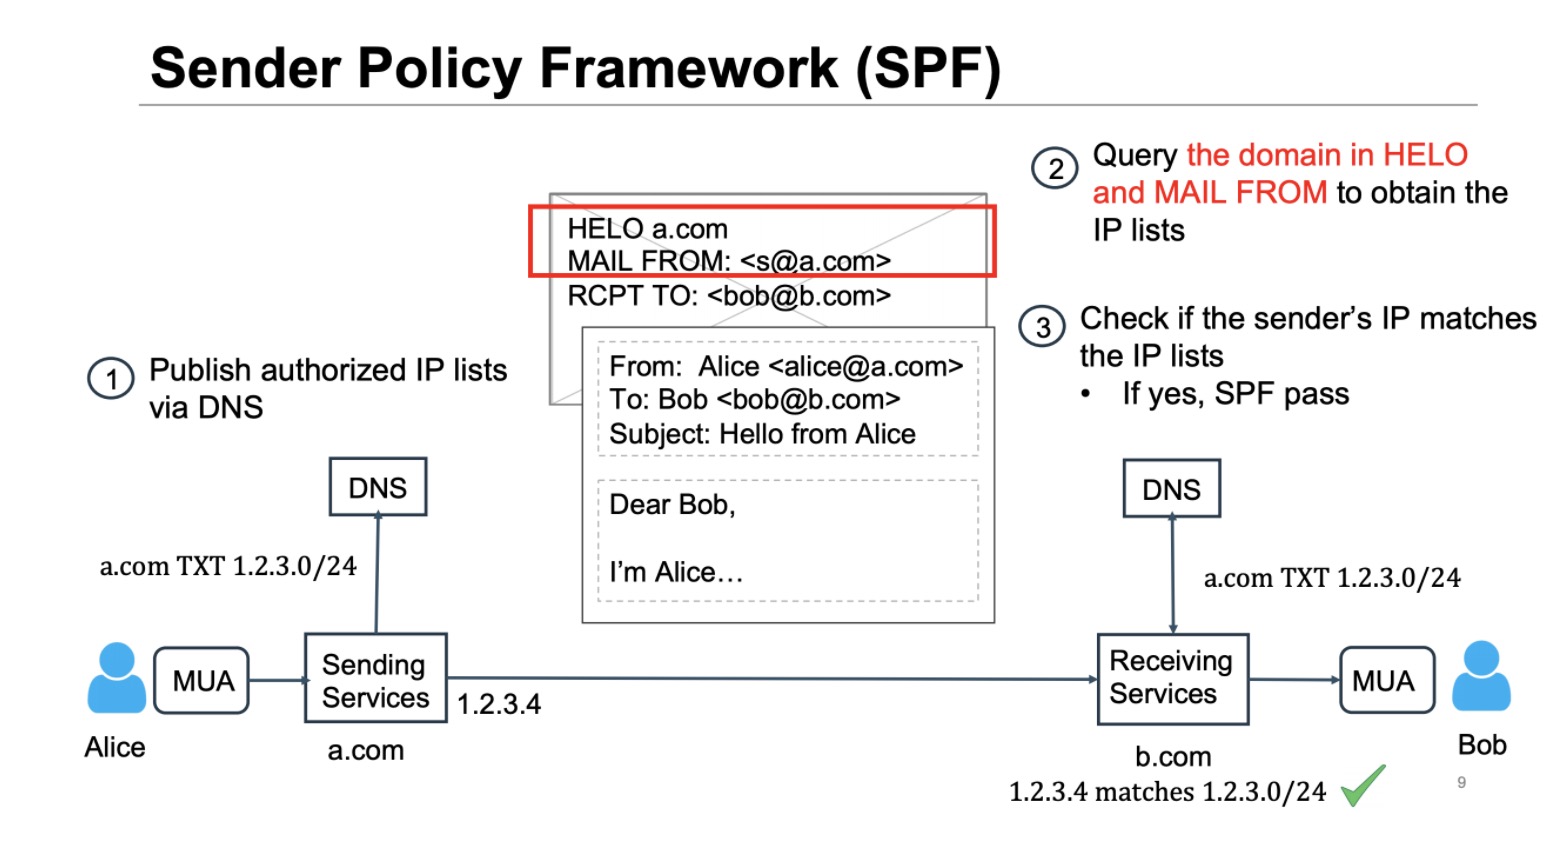 Sender Policy Framework (SPF)
2 Query the domain in HELO
and MAIL FROM to obtain the
IP lists
HELO a.com
MAIL FROM: <s@a.com>
RCPT TO: <bob@b.com>
3 Check if the sender’s IP matches
the IP lists
• If yes, SPF pass
1 Publish authorized IP lists
via DNS
From: Alice <alice@a.com>
To: Bob <bob@b.com>
Subject: Hello from Alice
Dear Bob,
I’m Alice…
DNS
a.com TXT 1.2.3.0/24
DNS
a.com TXT 1.2.3.0/24
MUA
Alice
Sending
Services
a.com
1.2.3.4
Receiving
Services
b.com
1.2.3.4 matches 1.2.3.0/24
MUA
Bob
9